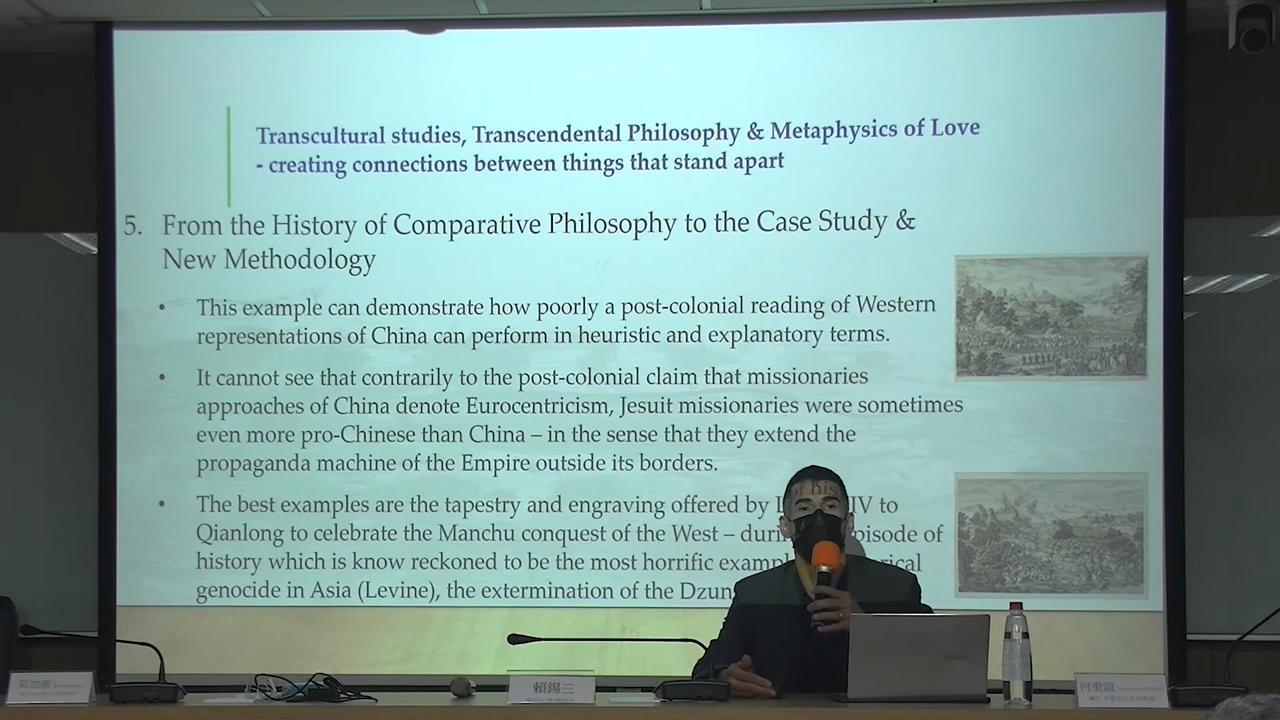 Transcultural studies, Transcendental Philosophy & Metaphysics of Love
- creating connections between things that stand apart
5. From the History of Comparative Philosophy to the Case Study &
New Methodology
• This example can demonstrate how poorly a post-colonial reading of Western
representations of China can perform in heuristic and explanatory terms.
• It cannot see that contrarily to the post-colonial claim that missionaries
approaches of China denote Eurocentricism, Jesuit missionaries were sometimes
even more pro-Chinese than China – in the sense that they extend the
propaganda machine of the Empire outside its borders.
• The best examples are the tapestry and engraving offered by IV to
Qianlong to celebrate the Manchu conquest of the West –
history which is know reckoned to be the most horrific
genocide in Asia (Levine), the extermination of the
賴錫三
何重誼